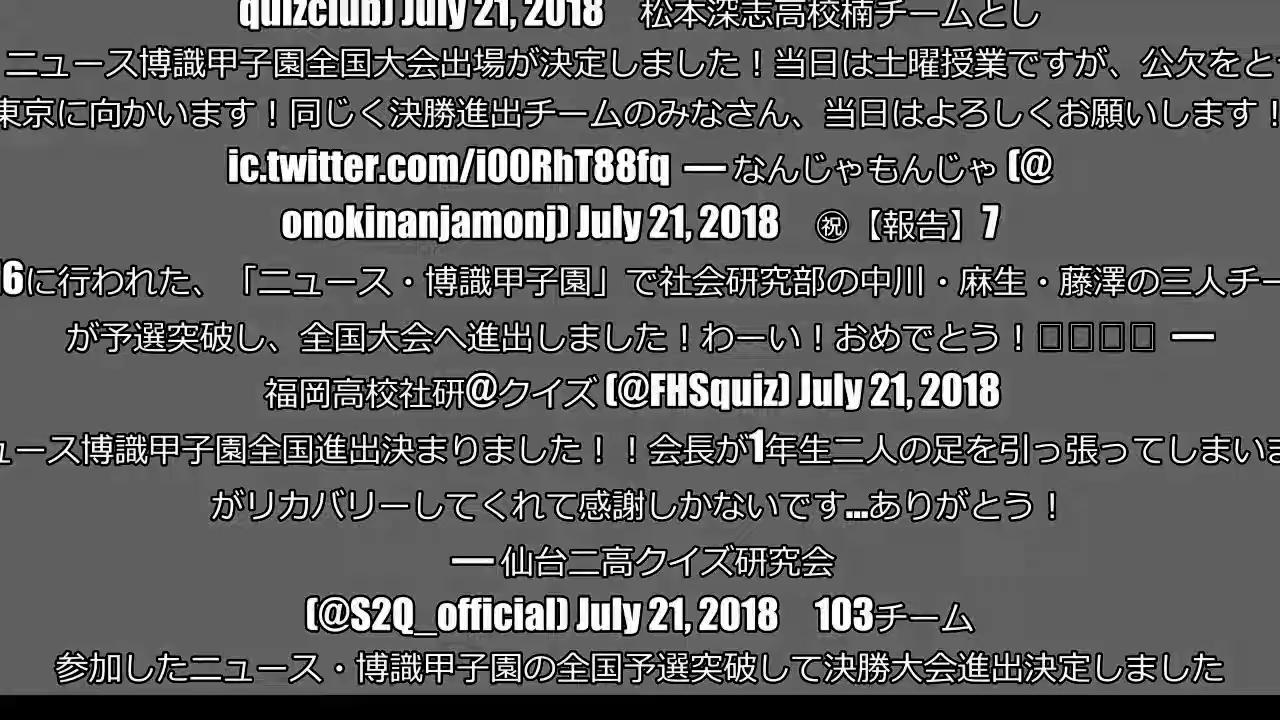 quizclub) July 21, 2018 松本深志高校楠チームとし
ニュース博識甲子園全国大会出場が決定しました！当日は土曜授業ですが、公欠をとっ
東京に向かいます！同じく決勝進出チームのみなさん、当日はよろしくお願いします！
ic.twitter.com/i00RhT88fq — なんじゃもんじゃ (@
onokinanjamonj) July 21, 2018 ㊗【報告】7
16に行われた、「ニュース・博識甲子園」で社会研究部の中川・麻生・藤澤の三人チー
が予選突破し、全国大会へ進出しました！わーい！おめでとう！□□□□ —
福岡高校社研@クイズ (@FHSquiz) July 21, 2018
ュース博識甲子園全国進出決まりました！！会長が1年生二人の足を引っ張ってしまいま
がリカバリーしてくれて感謝しかないです...ありがとう！
— 仙台二高クイズ研究会
(@S2Q_official) July 21, 2018 103チーム
参加したニュース・博識甲子園の全国予選突破して決勝大会進出決定しました